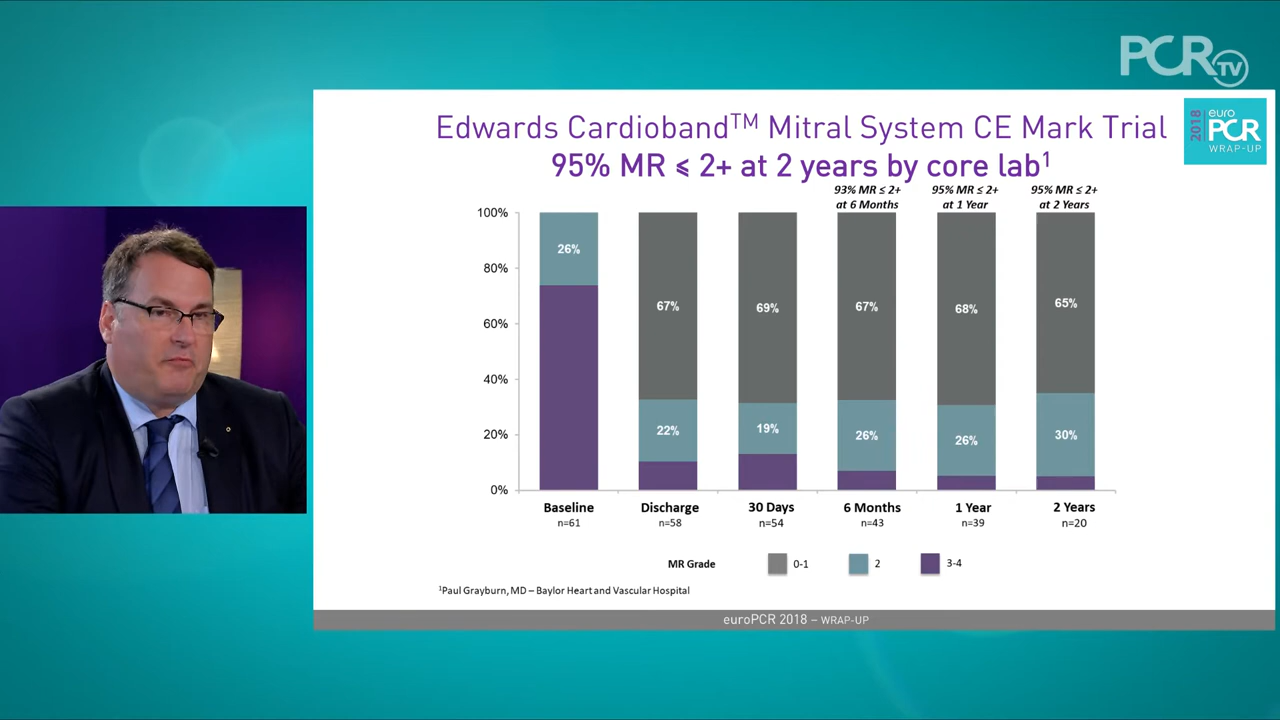 PCR TV
Edwards Cardioband™ Mitral System CE Mark Trial
95% MR ≤ 2+ at 2 years by core lab¹
2018
euro
PCR
WRAP-UP
93% MR ≤ 2+
at 6 Months
95% MR ≤ 2+
at 1 Year
95% MR ≤ 2+
at 2 Years
100%
80%
60%
40%
20%
0%
26%
67%
22%
69%
19%
67%
26%
68%
26%
65%
30%
Baseline
n=61
Discharge
n=58
30 Days
n=54
6 Months
n=43
1 Year
n=39
2 Years
n=20
MR Grade
0-1
2
3-4
¹Paul Grayburn, MD – Baylor Heart and Vascular Hospital
euroPCR 2018 – WRAP-UP